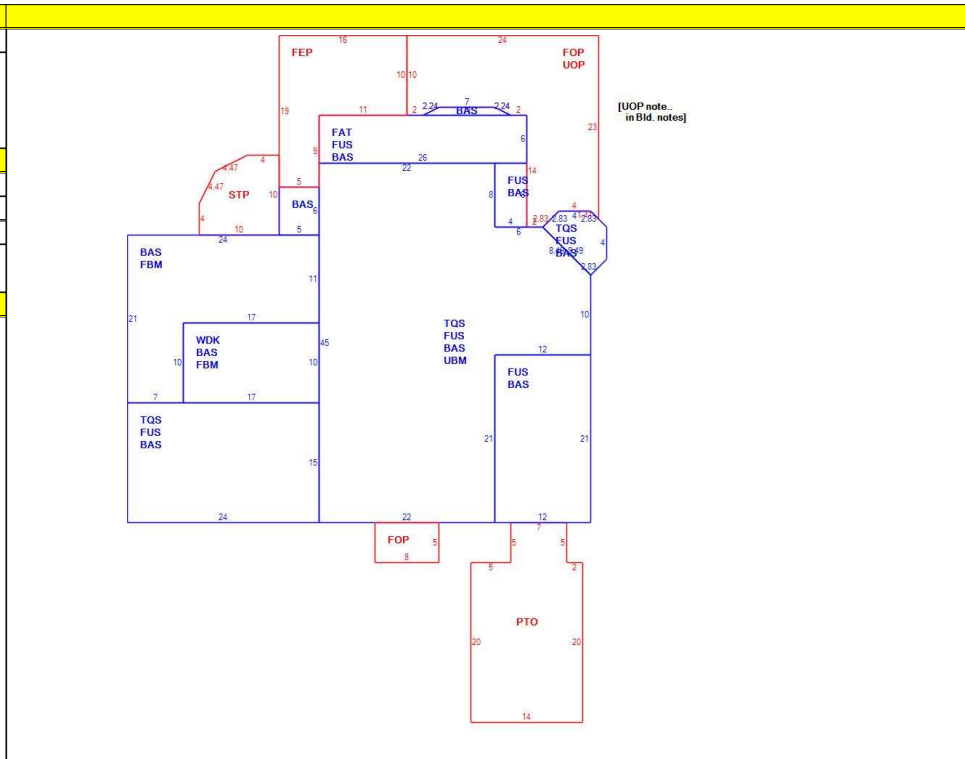 16
24
FEP
FOP
UOP
10
10
[UOP note..
in Bld. notes]
7
2.24
2.24
BAS
19
11
2
2
23
FAT
FUS
BAS
6
9
26
22
4
4.47
4.47
STP
14
FUS
BAS
8
5
10
BAS
6
4
10
5
4
6
2
2.83
2.83
4
4
2.83
TQS
FUS
BAS
4
2.83
24
BAS
FBM
11
21
17
10
WDK
BAS
FBM
10
45
TQS
FUS
BAS
UBM
10
12
FUS
BAS
7
17
TQS
FUS
BAS
15
21
21
24
22
12
7
FOP
5
8
5
5
5
2
PTO
20
20
14